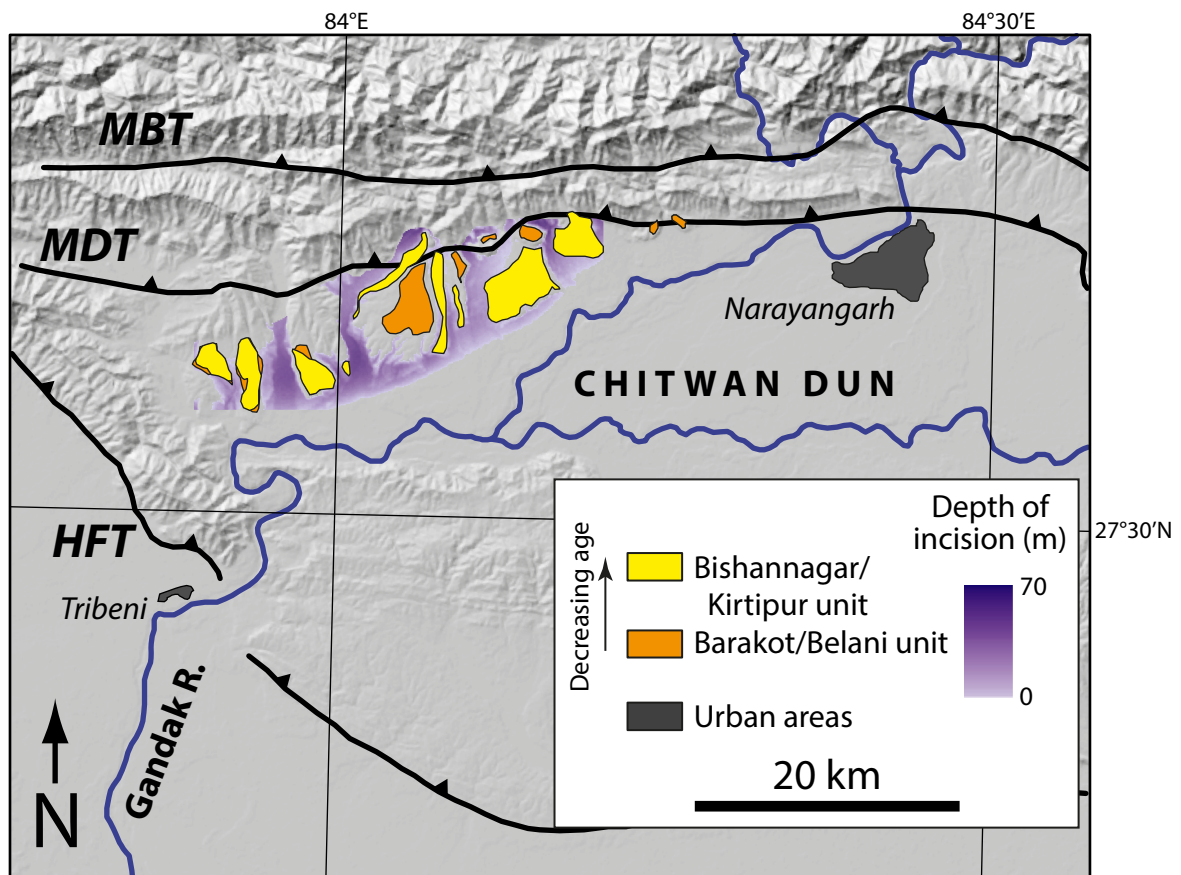 84°E
84°30’E
MBT
MDT
Narayangarh
CHITWAN DUN
HFT
Tribeni
Gandak R.
N
27°30’N
Decreasing age
Bishannagar/
Kirtipur unit
Barakot/Belani unit
Urban areas
Depth of
incision (m)
70
0
20 km